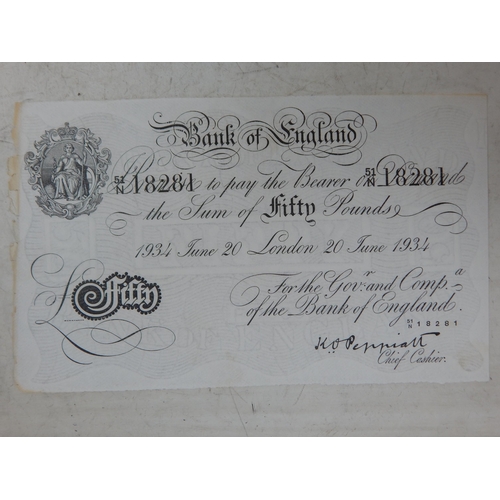 Bank of England
51/N 18281 51/N 18281
Promise to pay the Bearer on Demand
the Sum of Fifty Pounds
1934 June 20 London 20 June 1934
For the Govr. and Compa.
of the Bank of England.
51/N 18281
£Fifty
K O Peppiatt
Chief Cashier.